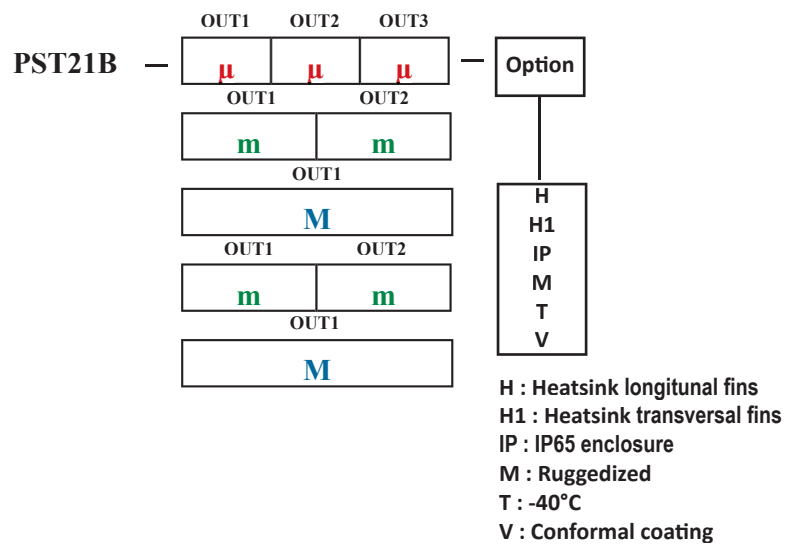 OUT1 OUT2 OUT3
PST21B — µ µ µ — Option
OUT1 OUT2
m m
OUT1
M
OUT1 OUT2
m m
OUT1
M
H
H1
IP
M
T
V
H : Heatsink longitunal fins
H1 : Heatsink transversal fins
IP : IP65 enclosure
M : Ruggedized
T : -40°C
V : Conformal coating